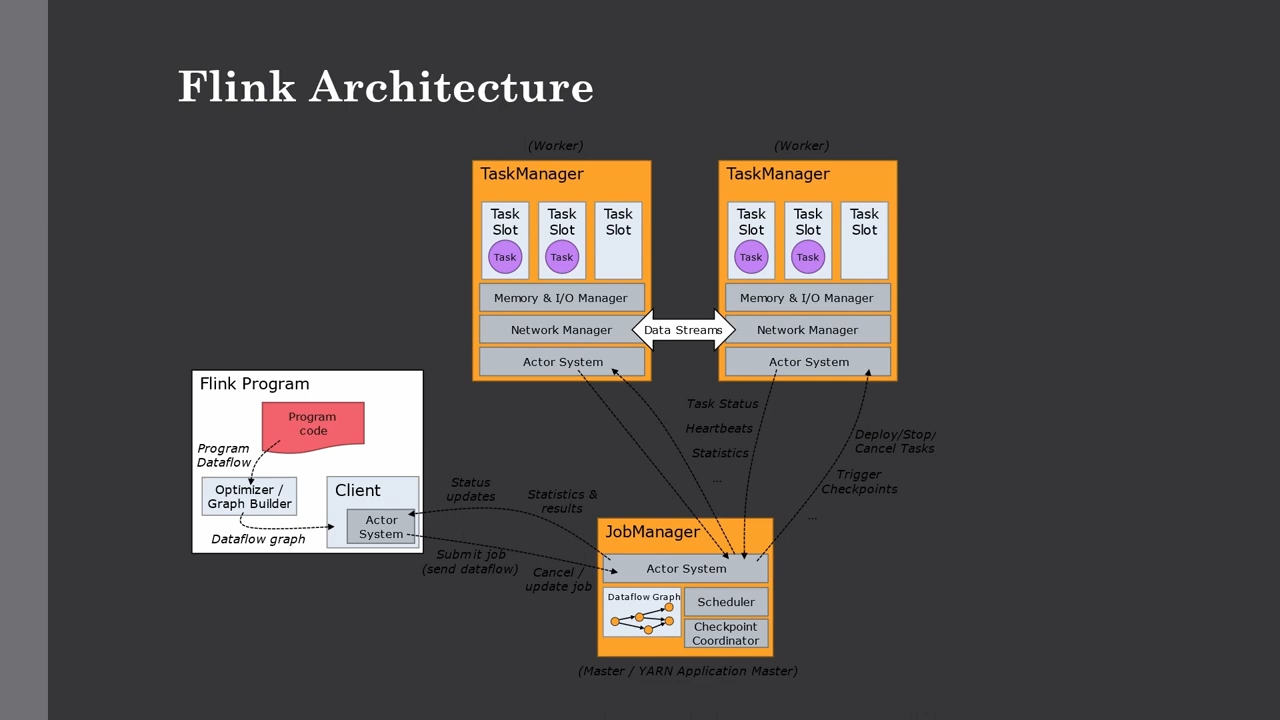 Flink Architecture
(Worker)
(Worker)
TaskManager
Task
Slot
Task
Task
Slot
Task
Task
Slot
Memory & I/O Manager
Network Manager
Actor System
Data Streams
TaskManager
Task
Slot
Task
Task
Slot
Task
Task
Slot
Memory & I/O Manager
Network Manager
Actor System
Flink Program
Program
code
Program
Dataflow
Optimizer /
Graph Builder
Dataflow graph
Client
Actor
System
Task Status
Heartbeats
Statistics
...
Deploy/Stop/
Cancel Tasks
Trigger
Checkpoints
...
Status
updates
Statistics &
results
Submit job
(send dataflow)
Cancel /
update job
JobManager
Actor System
Dataflow Graph
Scheduler
Checkpoint
Coordinator
(Master / YARN Application Master)